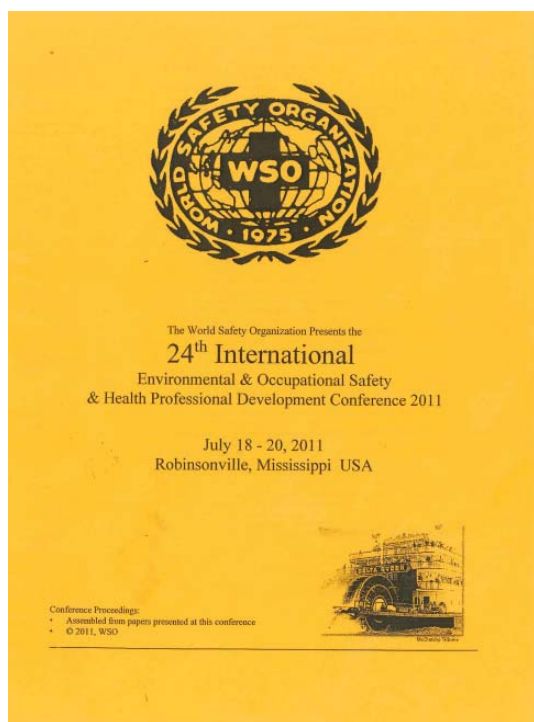 WORLD SAFETY ORGANIZATION
WSO
1975
The World Safety Organization Presents the
24th International
Environmental & Occupational Safety
& Health Professional Development Conference 2011
July 18 - 20, 2011
Robinsonville, Mississippi USA
DELTA QUEEN
Conference Proceedings:
• Assembled from papers presented at this conference
• © 2011, WSO